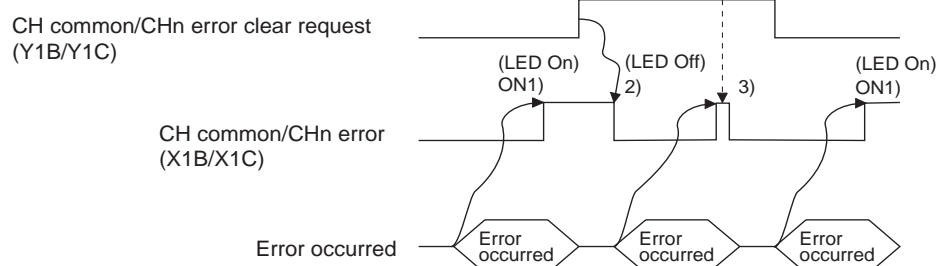 CH common/CHn error clear request
(Y1B/Y1C)
(LED On)
ON1)
(LED Off)
2)
3)
(LED On)
ON1)
CH common/CHn error
(X1B/X1C)
Error occurred
Error
occurred
Error
occurred
Error
occurred